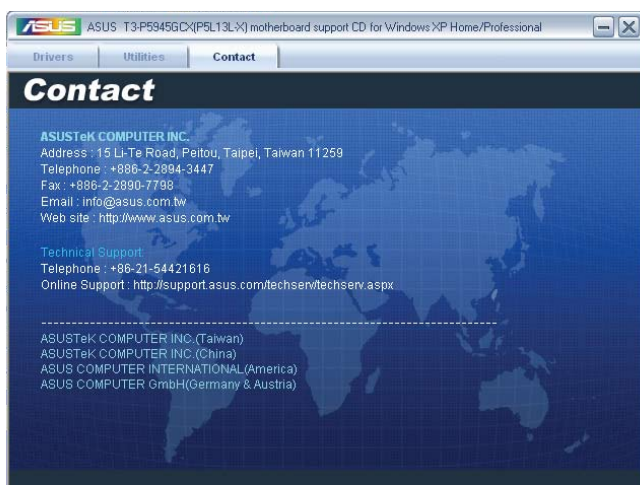 ASUS ASUS T3-P5945GCX(P5L13L-X) motherboard support CD for Windows XP Home/Professional
Drivers Utilities Contact
Contact
ASUSTeK COMPUTER INC.
Address : 15 Li-Te Road, Peitou, Taipei, Taiwan 11259
Telephone : +886-2-2894-3447
Fax : +886-2-2890-7798
Email : info@asus.com.tw
Web site : http://www.asus.com.tw
Technical Support
Telephone : +86-21-54421616
Online Support : http://support.asus.com/techserv/techserv.aspx
ASUSTeK COMPUTER INC.(Taiwan)
ASUSTeK COMPUTER INC.(China)
ASUS COMPUTER INTERNATIONAL(America)
ASUS COMPUTER GmbH(Germany & Austria)